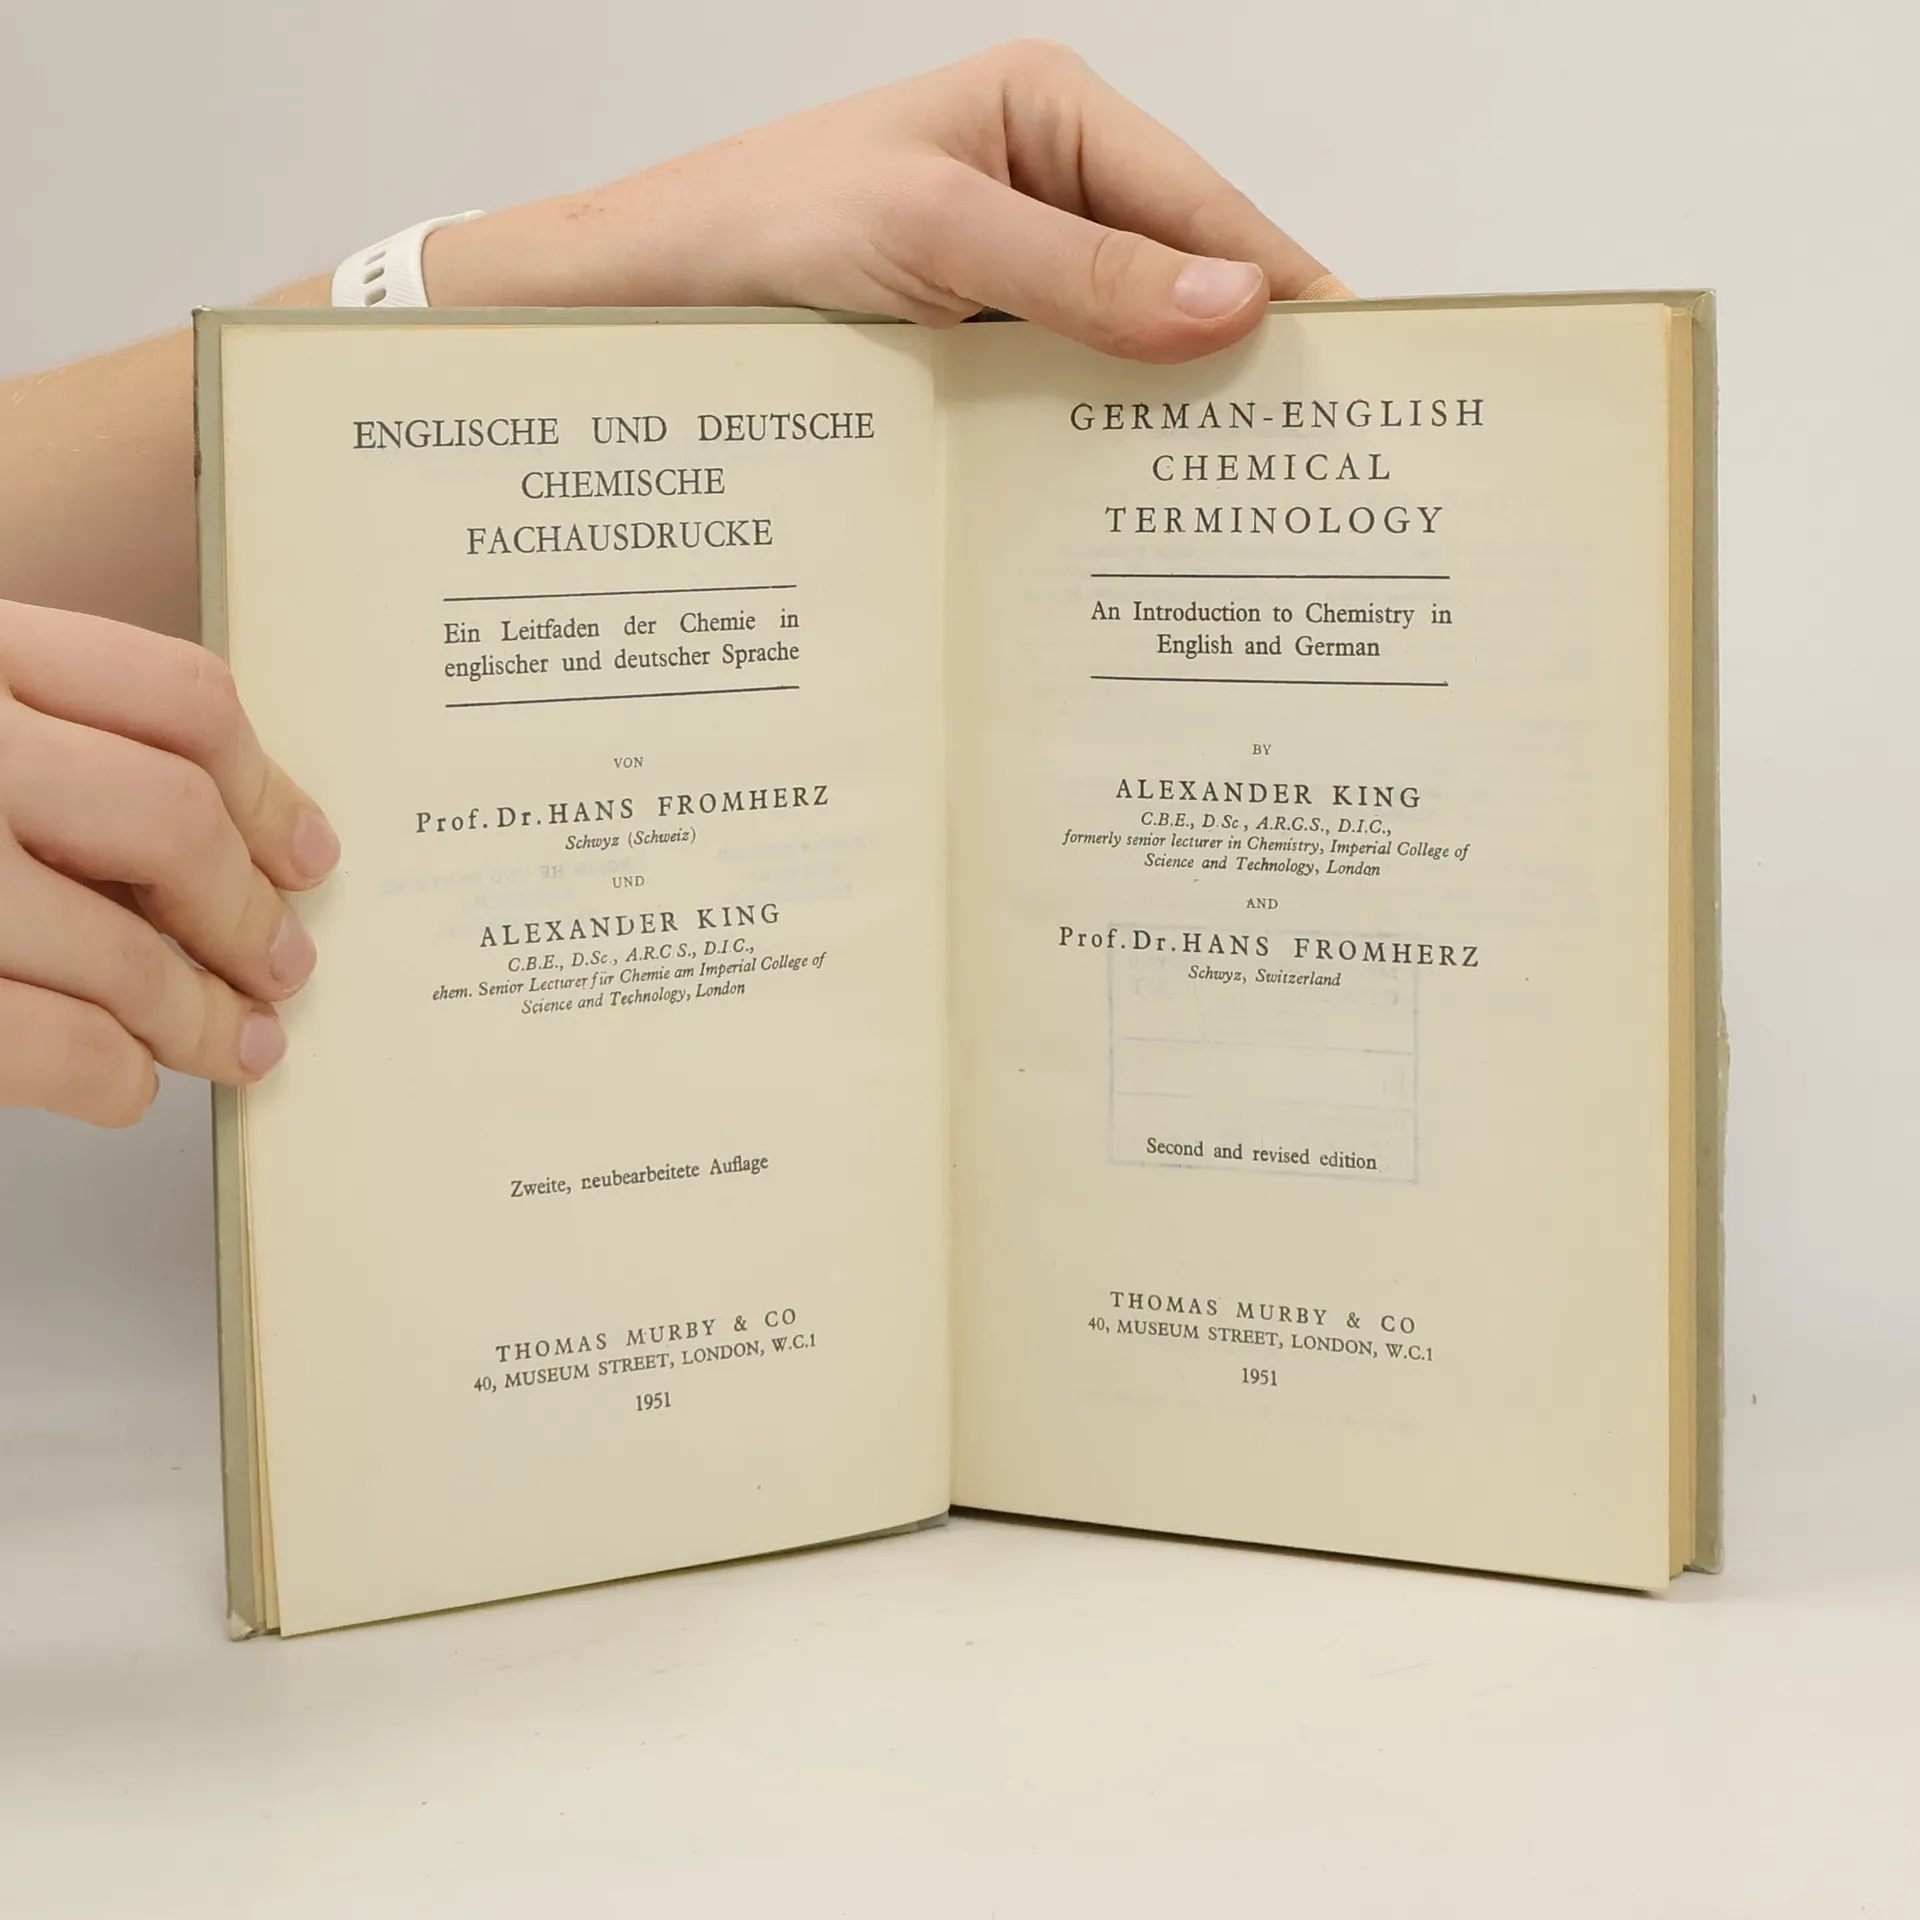 ENGLISCHE UND DEUTSCHE
CHEMISCHE
FACHAUSDRUCKE
Ein Leitfaden der Chemie in
englischer und deutscher Sprache
VON
Prof. Dr. HANS FROMHERZ
Schwyz (Schweiz)
UND
ALEXANDER KING
C.B.E., D.Sc., A.R.C S., D.I.C.,
ehem. Senior Lecturer für Chemie am Imperial College of
Science and Technology, London
Zweite, neubearbeitete Auflage
THOMAS MURBY & CO
40, MUSEUM STREET, LONDON, W.C.1
1951
GERMAN-ENGLISH
CHEMICAL
TERMINOLOGY
An Introduction to Chemistry in
English and German
BY
ALEXANDER KING
C.B.E., D.Sc., A.R.C.S., D.I.C.,
formerly senior lecturer in Chemistry, Imperial College of
Science and Technology, London
AND
Prof. Dr. HANS FROMHERZ
Schwyz, Switzerland
Second and revised edition
THOMAS MURBY & CO
40, MUSEUM STREET, LONDON, W.C.1
1951